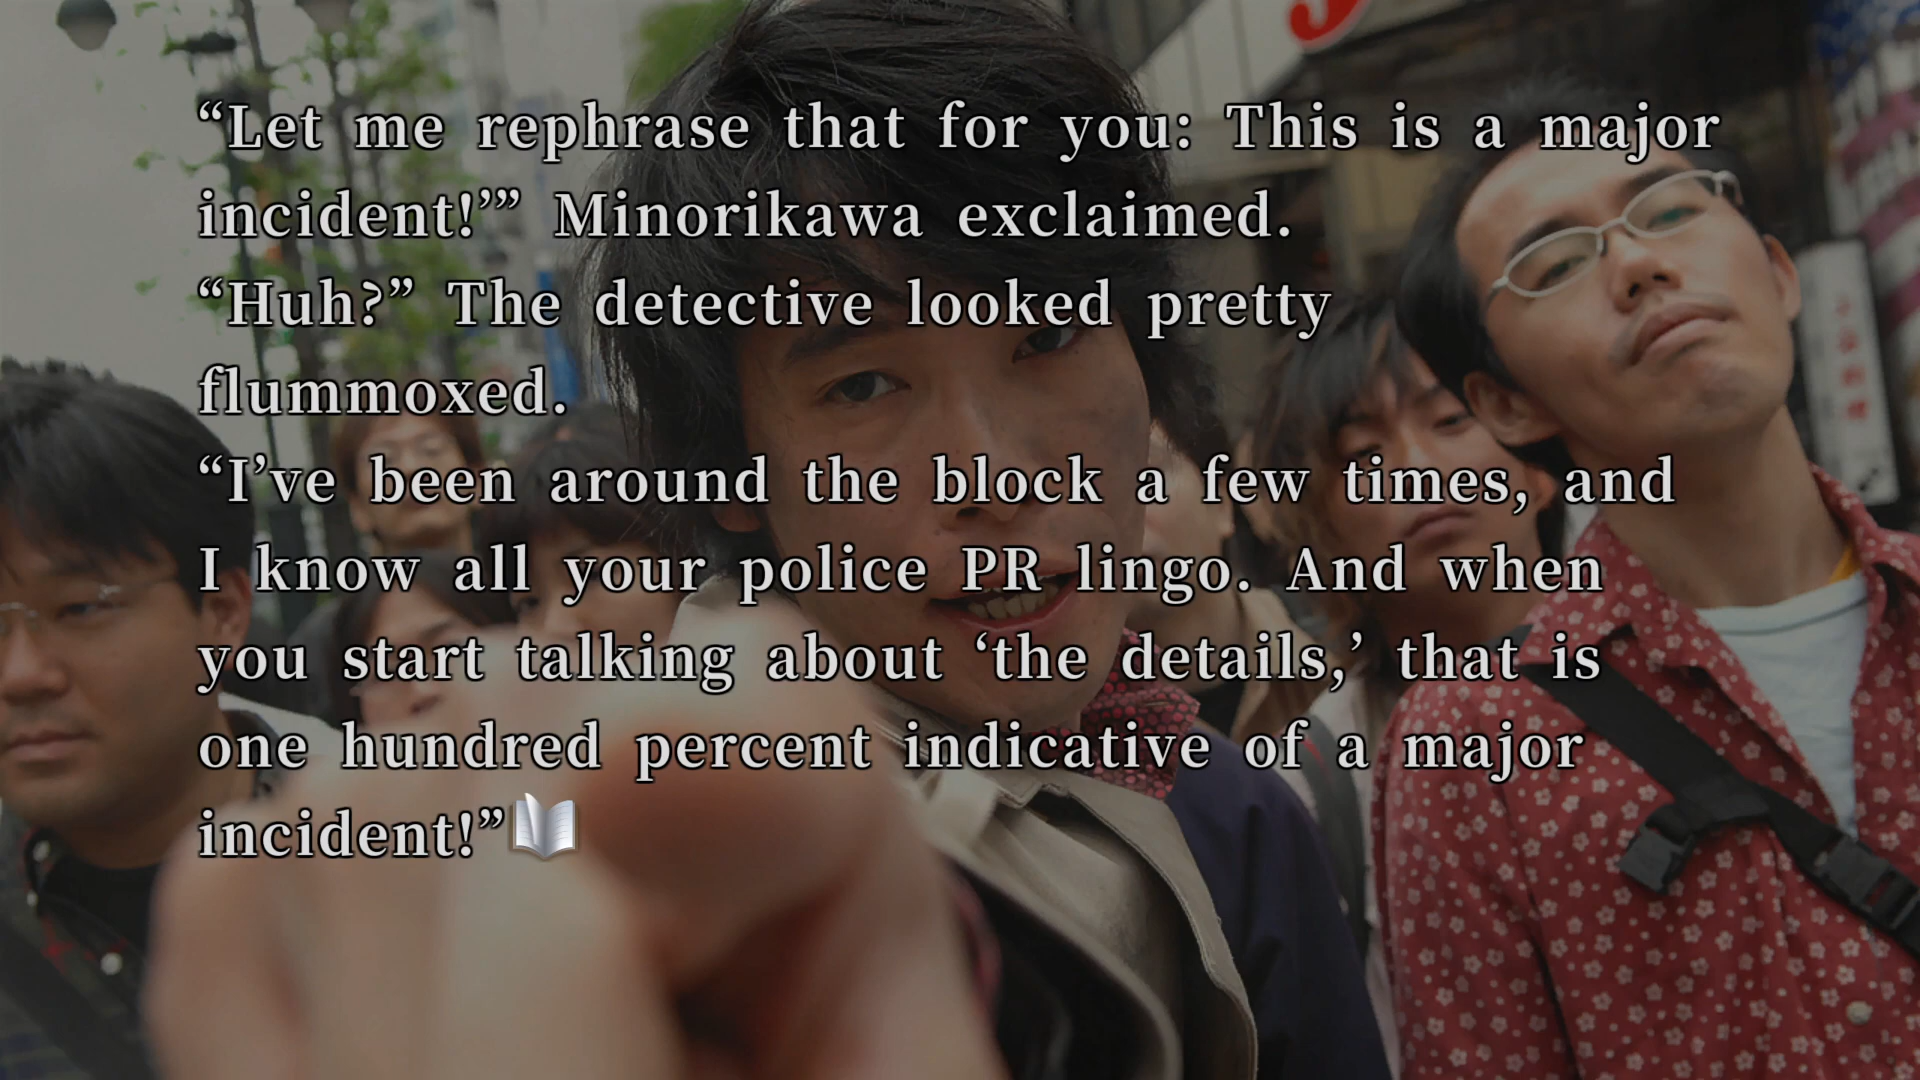 “Let me rephrase that for you: This is a major
incident!’” Minorikawa exclaimed.
“Huh?” The detective looked pretty
flummoxed.
“I’ve been around the block a few times, and
I know all your police PR lingo. And when
you start talking about ‘the details,’ that is
one hundred percent indicative of a major
incident!”